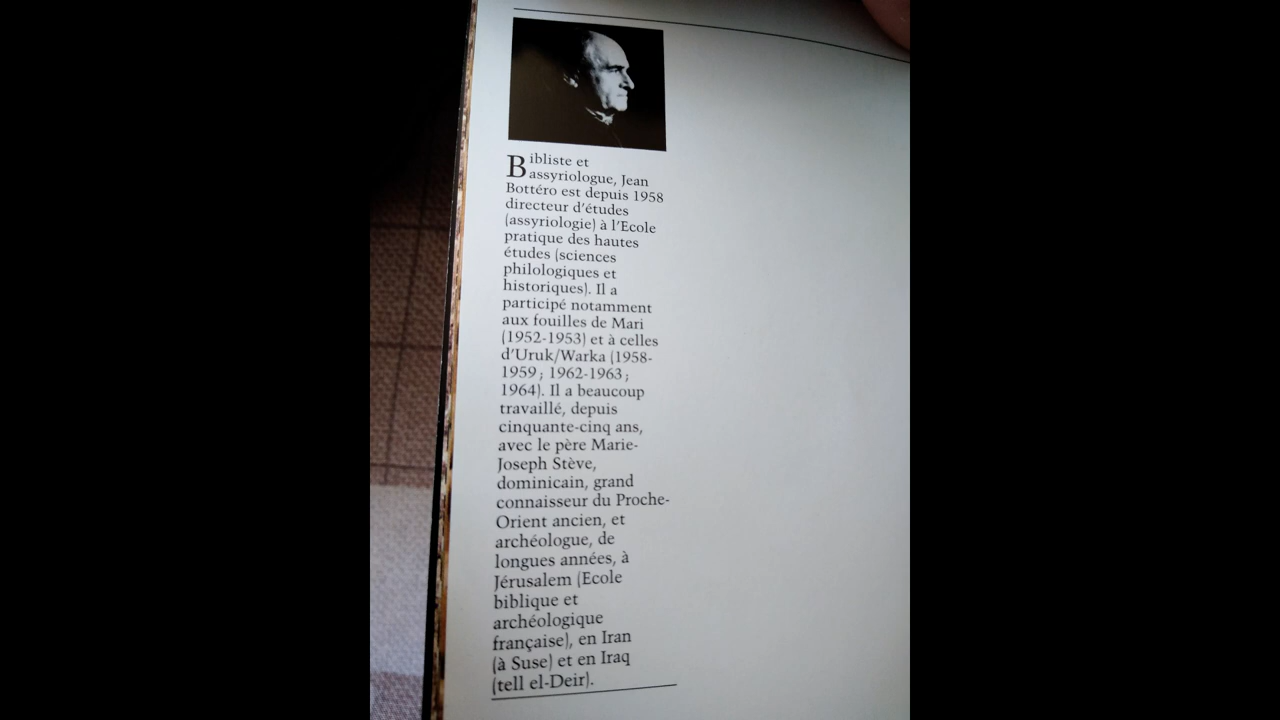 Bibliste et
assyriologue, Jean
Bottéro est depuis 1958
directeur d'études
(assyriologie) à l'Ecole
pratique des hautes
études (sciences
philologiques et
historiques). Il a
participé notamment
aux fouilles de Mari
(1952-1953) et à celles
d'Uruk/Warka (1958-
1959 ; 1962-1963 ;
1964). Il a beaucoup
travaillé, depuis
cinquante-cinq ans,
avec le père Marie-
Joseph Stève,
dominicain, grand
connaisseur du Proche-
Orient ancien, et
archéologue, de
longues années, à
Jérusalem (Ecole
biblique et
archéologique
française), en Iran
(à Suse) et en Iraq
(tell el-Deir).